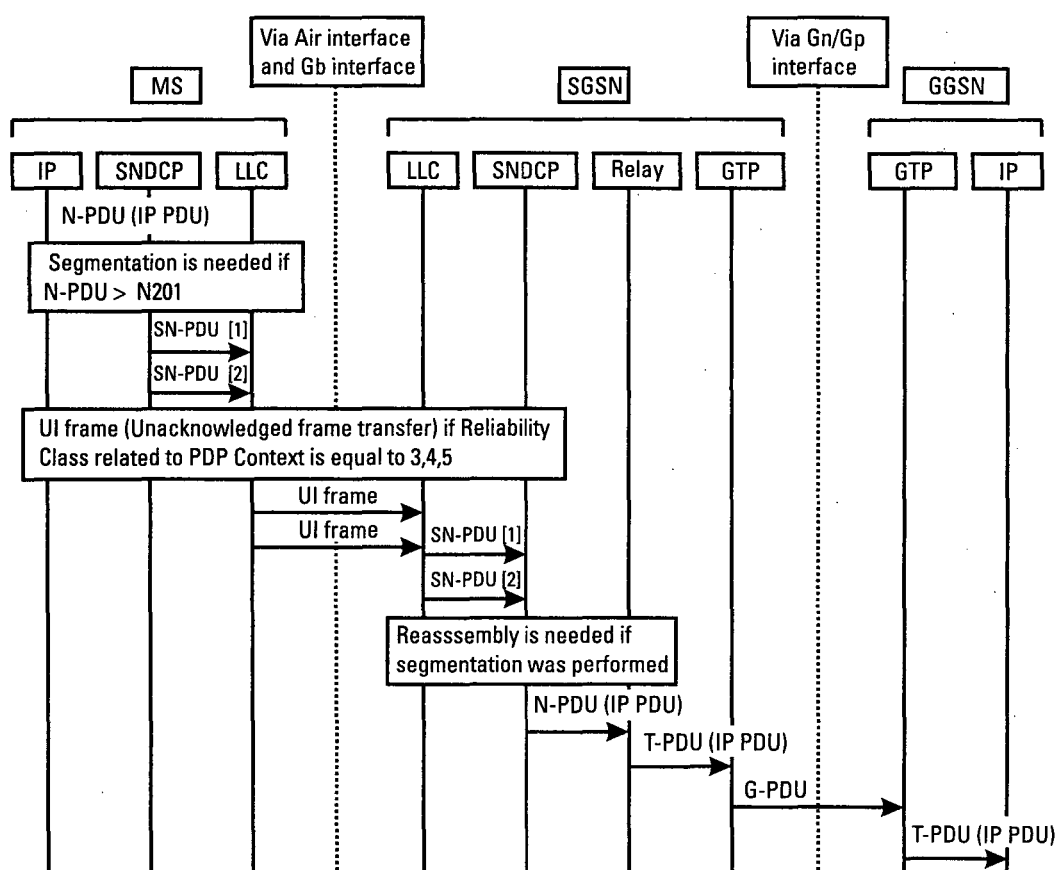 Via Air interface
and Gb interface
Via Gn/Gp
interface
MS
SGSN
GGSN
IP
SNDCP
LLC
LLC
SNDCP
Relay
GTP
GTP
IP
N-PDU (IP PDU)
Segmentation is needed if
N-PDU > N201
SN-PDU [1]
SN-PDU [2]
UI frame (Unacknowledged frame transfer) if Reliability
Class related to PDP Context is equal to 3,4,5
UI frame
UI frame
SN-PDU [1]
SN-PDU [2]
Reasssembly is needed if
segmentation was performed
N-PDU (IP PDU)
T-PDU (IP PDU)
G-PDU
T-PDU (IP PDU)